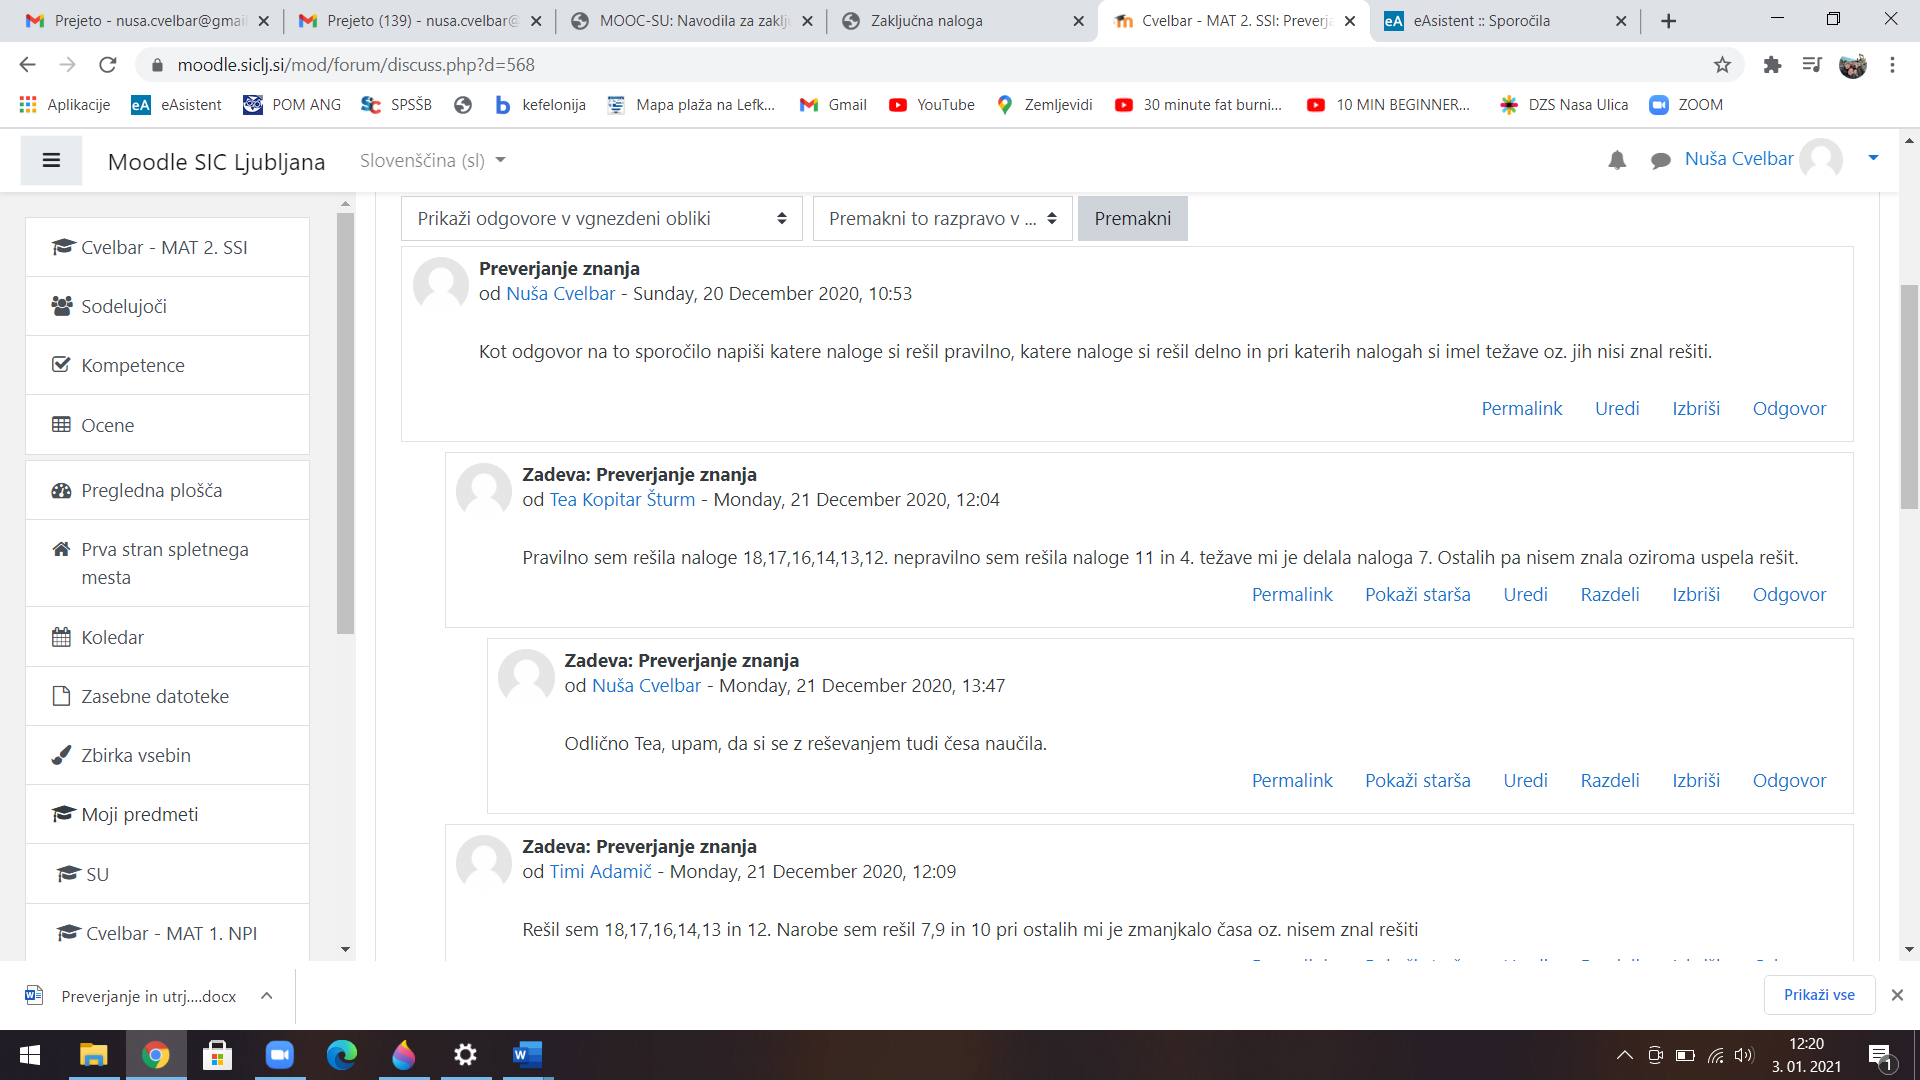 Prejeto - nusa.cvelbar@gmail
Prejeto (139) - nusa.cvelbar@
MOOC-SU: Navodila za zaklj
Zaključna naloga
Cvelbar - MAT 2. SSI: Preverja
eA eAsistent :: Sporočila
moodle.siclj.si/mod/forum/discuss.php?d=568
Aplikacije
eA eAsistent
POM ANG
SPSŠB
kefelonija
Mapa plaža na Lefk...
Gmail
YouTube
Zemljevidi
30 minute fat burni...
10 MIN BEGINNER...
DZS Nasa Ulica
ZOOM
Moodle SIC Ljubljana
Slovenščina (sl)
Nuša Cvelbar
Cvelbar - MAT 2. SSI
Sodelujoči
Kompetence
Ocene
Pregledna plošča
Prva stran spletnega
mesta
Koledar
Zasebne datoteke
Zbirka vsebin
Moji predmeti
SU
Cvelbar - MAT 1. NPI
Prikaži odgovore v vgnezdeni obliki
Premakni to razpravo v ...
Premakni
Preverjanje znanja
od Nuša Cvelbar - Sunday, 20 December 2020, 10:53
Kot odgovor na to sporočilo napiši katere naloge si rešil pravilno, katere naloge si rešil delno in pri katerih nalogah si imel težave oz. jih nisi znal rešiti.
Permalink Uredi Izbriši Odgovor
Zadeva: Preverjanje znanja
od Tea Kopitar Šturm - Monday, 21 December 2020, 12:04
Pravilno sem rešila naloge 18,17,16,14,13,12. nepravilno sem rešila naloge 11 in 4. težave mi je delala naloga 7. Ostalih pa nisem znala oziroma uspela rešit.
Permalink Pokaži starša Uredi Razdeli Izbriši Odgovor
Zadeva: Preverjanje znanja
od Nuša Cvelbar - Monday, 21 December 2020, 13:47
Odlično Tea, upam, da si se z reševanjem tudi česa naučila.
Permalink Pokaži starša Uredi Razdeli Izbriši Odgovor
Zadeva: Preverjanje znanja
od Timi Adamič - Monday, 21 December 2020, 12:09
Rešil sem 18,17,16,14,13 in 12. Narobe sem rešil 7,9 in 10 pri ostalih mi je zmanjkalo časa oz. nisem znal rešiti
Preverjanje in utrj....docx
Prikaži vse
12:20
3. 01. 2021
1